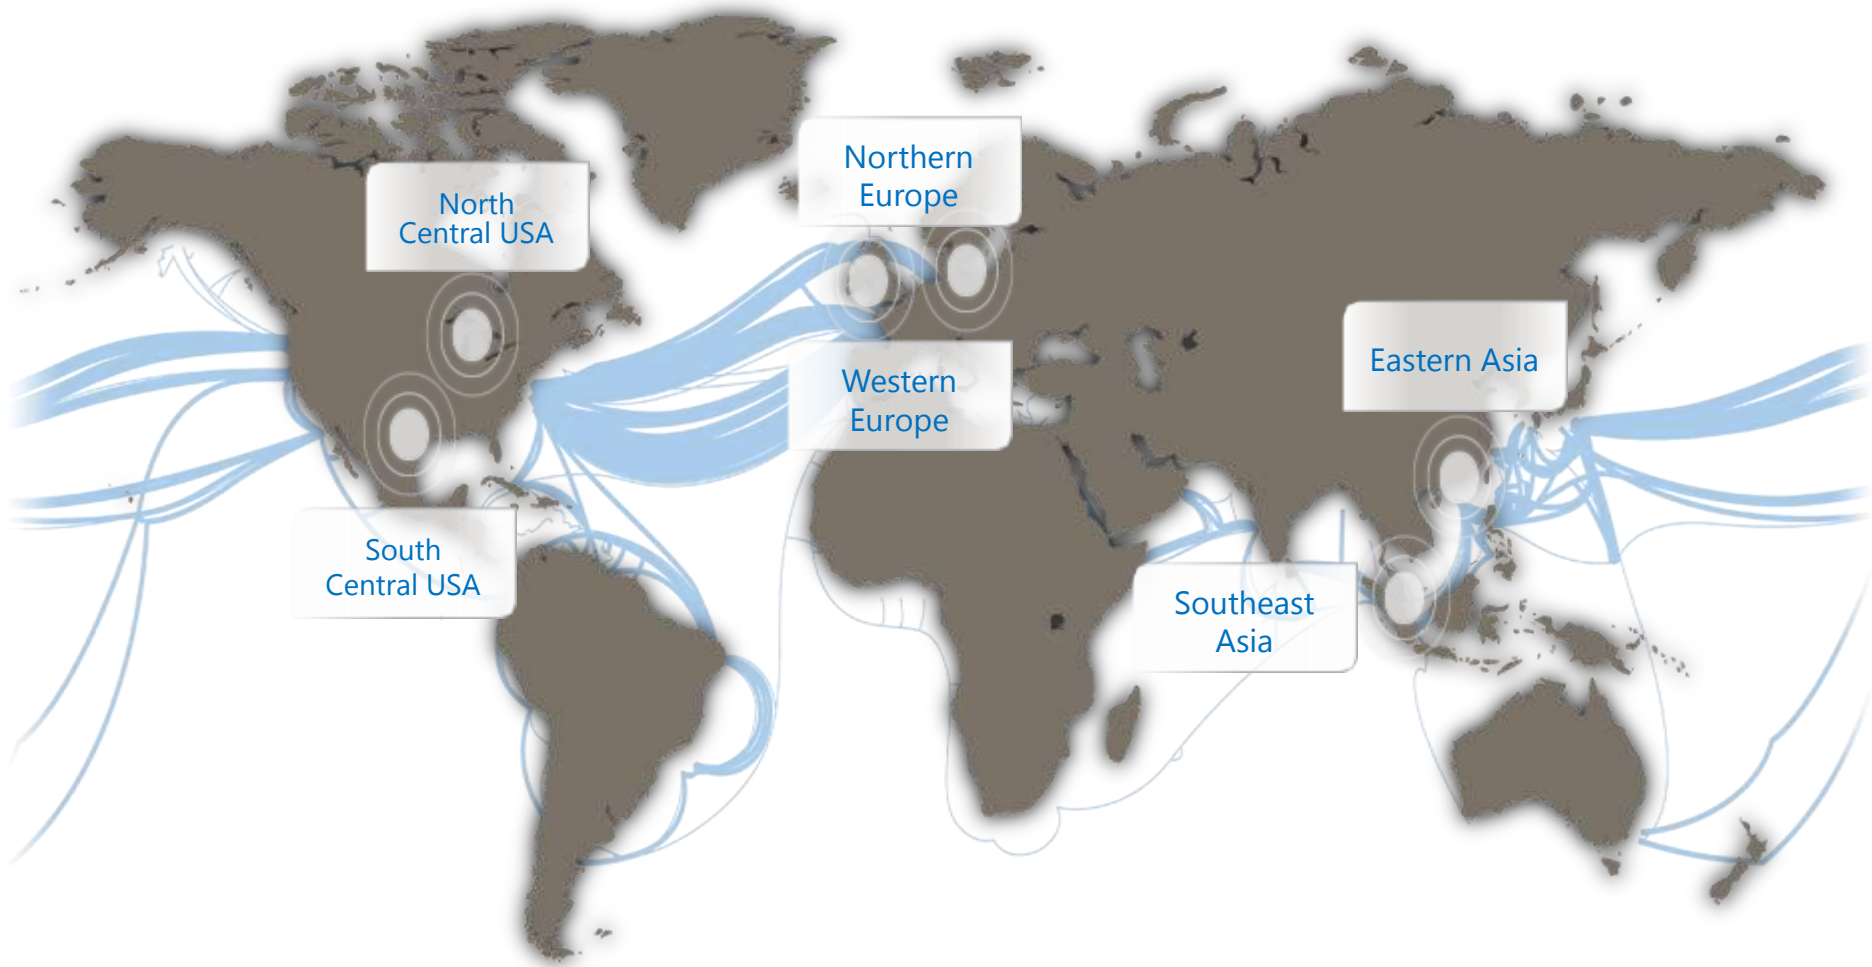 Northern
Europe
North
Central USA
Eastern Asia
Western
Europe
South
Central USA
Southeast
Asia